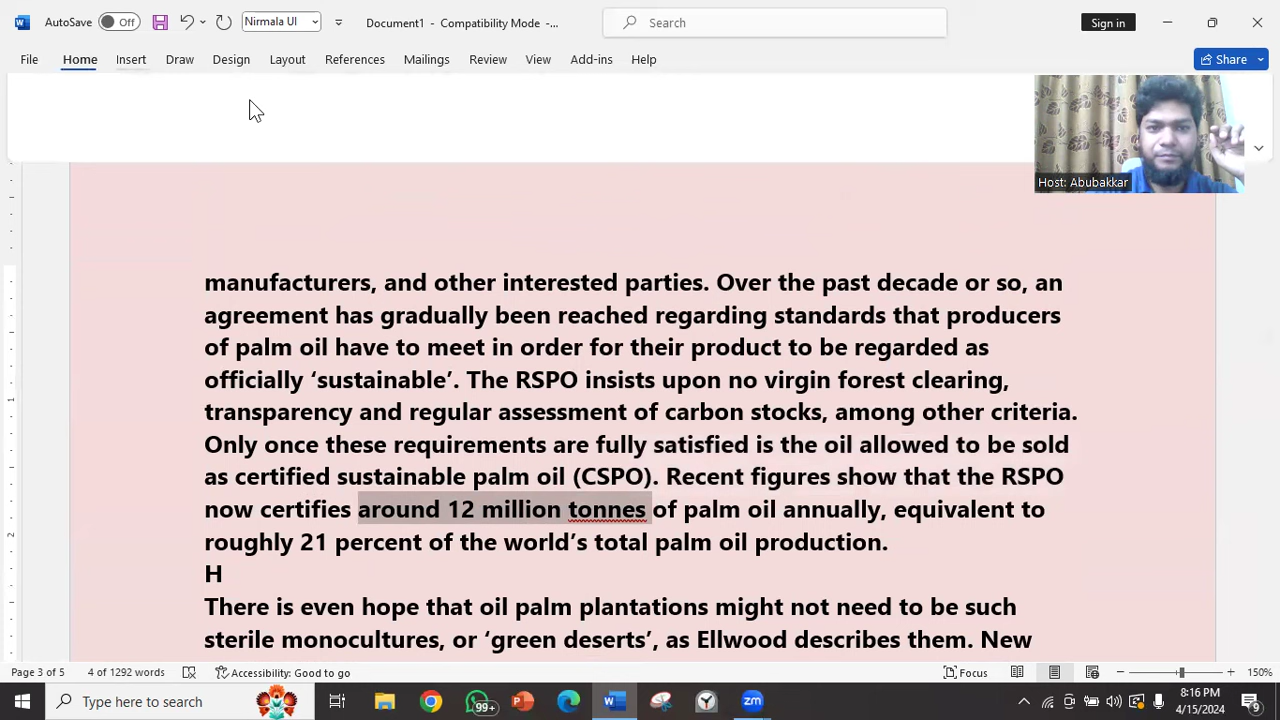 AutoSave Off Nirmala UI Document1 - Compatibility Mode -... Search Sign in
File Home Insert Draw Design Layout References Mailings Review View Add-ins Help Share
Host: Abubakkar
manufacturers, and other interested parties. Over the past decade or so, an
agreement has gradually been reached regarding standards that producers
of palm oil have to meet in order for their product to be regarded as
officially ‘sustainable’. The RSPO insists upon no virgin forest clearing,
transparency and regular assessment of carbon stocks, among other criteria.
Only once these requirements are fully satisfied is the oil allowed to be sold
as certified sustainable palm oil (CSPO). Recent figures show that the RSPO
now certifies around 12 million tonnes of palm oil annually, equivalent to
roughly 21 percent of the world’s total palm oil production.
H
There is even hope that oil palm plantations might not need to be such
sterile monocultures, or ‘green deserts’, as Ellwood describes them. New
Page 3 of 5 4 of 1292 words Accessibility: Good to go Focus 150%
Type here to search 99+ zm 8:16 PM
4/15/2024 9